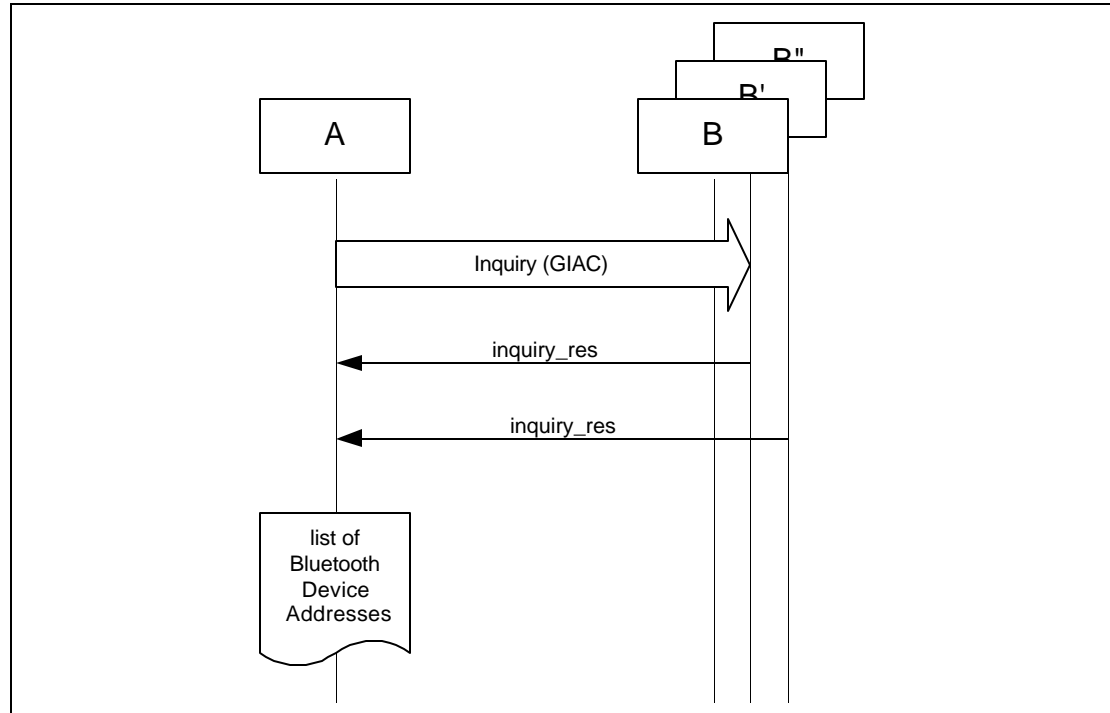 B"
B'
A
B
Inquiry (GIAC)
inquiry_res
inquiry_res
list of
Bluetooth
Device
Addresses